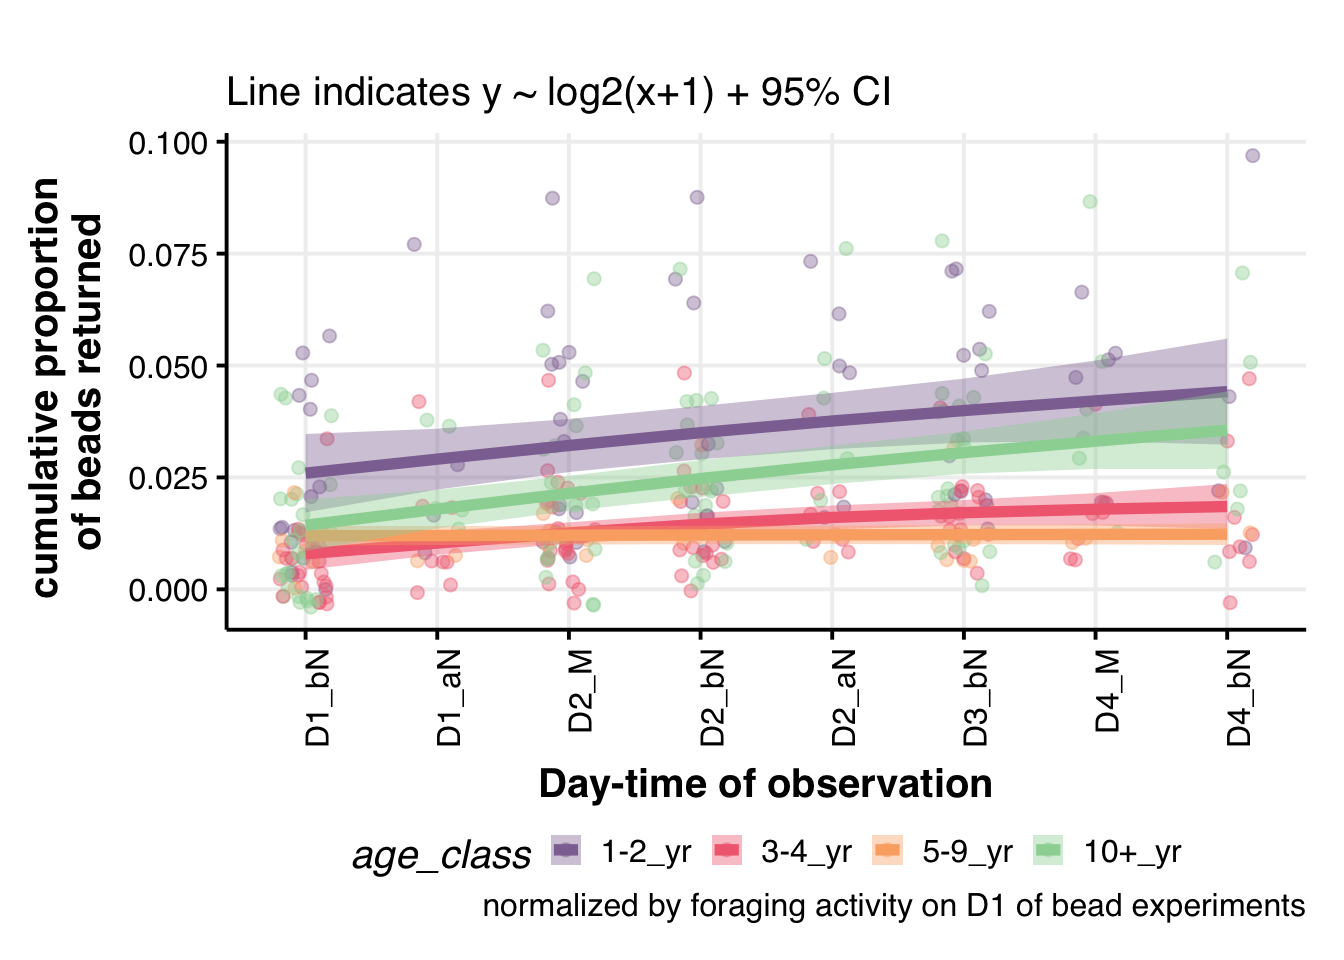 Line indicates y ~ log2(x+1) + 95% CI
cumulative proportion
of beads returned
0.100
0.075
0.050
0.025
0.000
D1_bN
D1_aN
D2_M
D2_bN
D2_aN
D3_bN
D4_M
D4_bN
Day-time of observation
age_class 1-2_yr 3-4_yr 5-9_yr 10+_yr
normalized by foraging activity on D1 of bead experiments